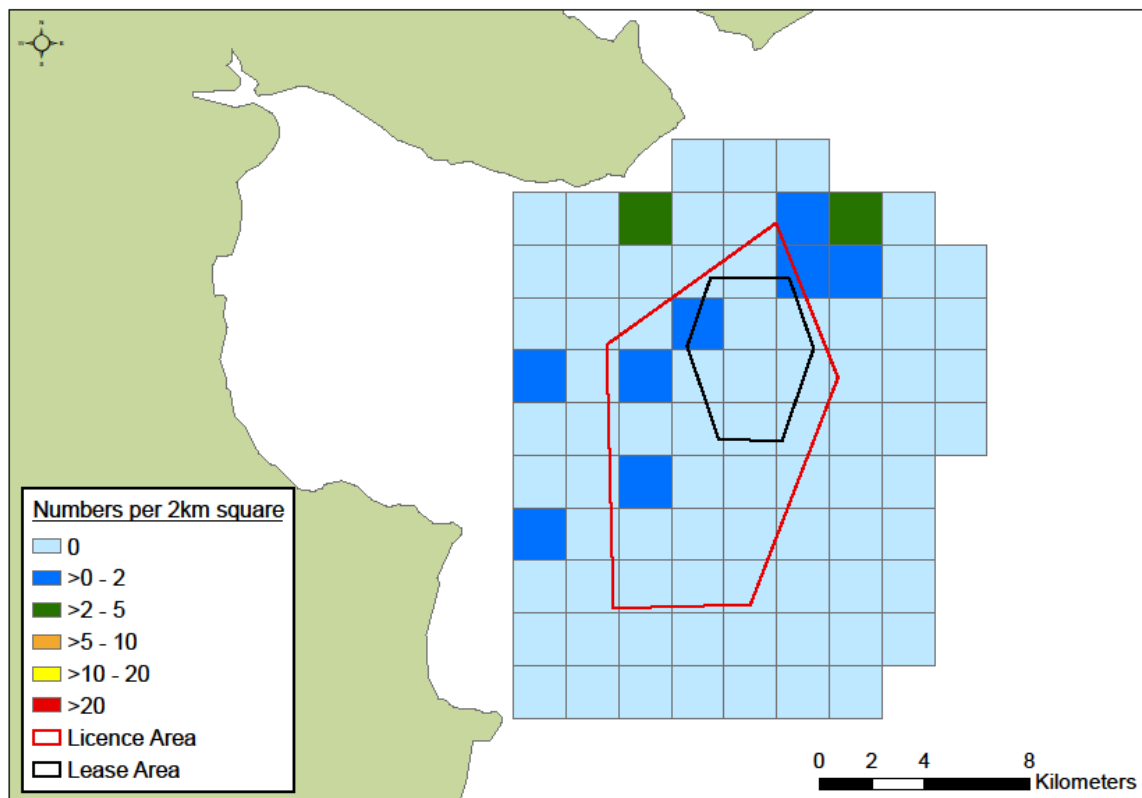 N
Numbers per 2km square
0
>0 - 2
>2 - 5
>5 - 10
>10 - 20
>20
Licence Area
Lease Area
0 2 4 8
Kilometers